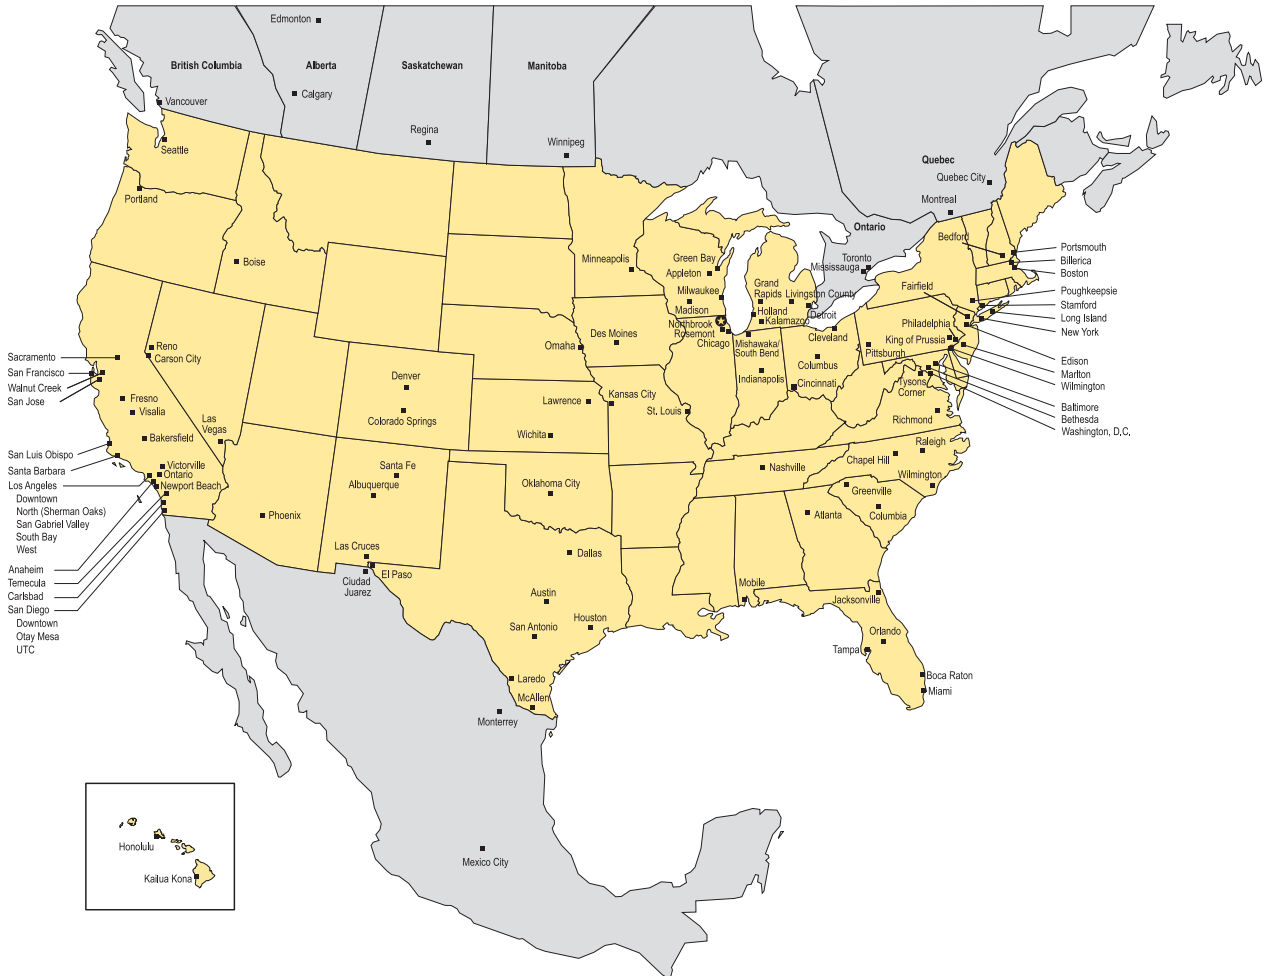 Edmonton
British Columbia
Alberta
Saskatchewan
Manitoba
Vancouver
Calgary
Regina
Winnipeg
Quebec
Quebec City
Montreal
Ontario
Toronto
Mississauga
Seattle
Portland
Boise
Minneapolis
Green Bay
Appleton
Milwaukee
Madison
Northbrook
Rosemont
Chicago
Grand
Rapids
Livingston County
Holland
Kalamazoo
Detroit
Mishawaka/
South Bend
Cleveland
Columbus
Cincinnati
Indianapolis
Bedford
Fairfield
Philadelphia
King of Prussia
Pittsburgh
Tysons
Corner
Portsmouth
Billerica
Boston
Poughkeepsie
Stamford
Long Island
New York
Edison
Marlton
Wilmington
Baltimore
Bethesda
Washington, D.C.
Des Moines
Omaha
Reno
Carson City
Sacramento
San Francisco
Walnut Creek
San Jose
Fresno
Visalia
Las
Vegas
Bakersfield
San Luis Obispo
Santa Barbara
Victorville
Ontario
Newport Beach
Los Angeles
Downtown
North (Sherman Oaks)
San Gabriel Valley
South Bay
West
Anaheim
Temecula
Carlsbad
San Diego
Downtown
Otay Mesa
UTC
Denver
Colorado Springs
Lawrence
Kansas City
St. Louis
Wichita
Santa Fe
Albuquerque
Oklahoma City
Phoenix
Las Cruces
El Paso
Ciudad
Juarez
Dallas
Austin
San Antonio
Houston
Laredo
McAllen
Monterrey
Mexico City
Nashville
Richmond
Raleigh
Chapel Hill
Wilmington
Greenville
Columbia
Atlanta
Mobile
Jacksonville
Orlando
Tampa
Boca Raton
Miami
Honolulu
Kailua Kona